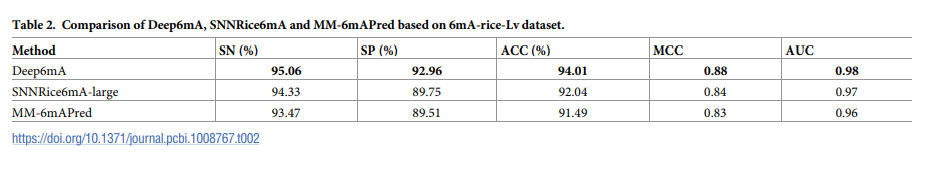 Table 2. Comparison of Deep6mA, SNNRice6mA and MM-6mAPred based on 6mA-rice-Lv dataset.
Method SN (%) SP (%) ACC (%) MCC AUC
Deep6mA 95.06 92.96 94.01 0.88 0.98
SNNRice6mA-large 94.33 89.75 92.04 0.84 0.97
MM-6mAPred 93.47 89.51 91.49 0.83 0.96
https://doi.org/10.1371/journal.pcbi.1008767.t002